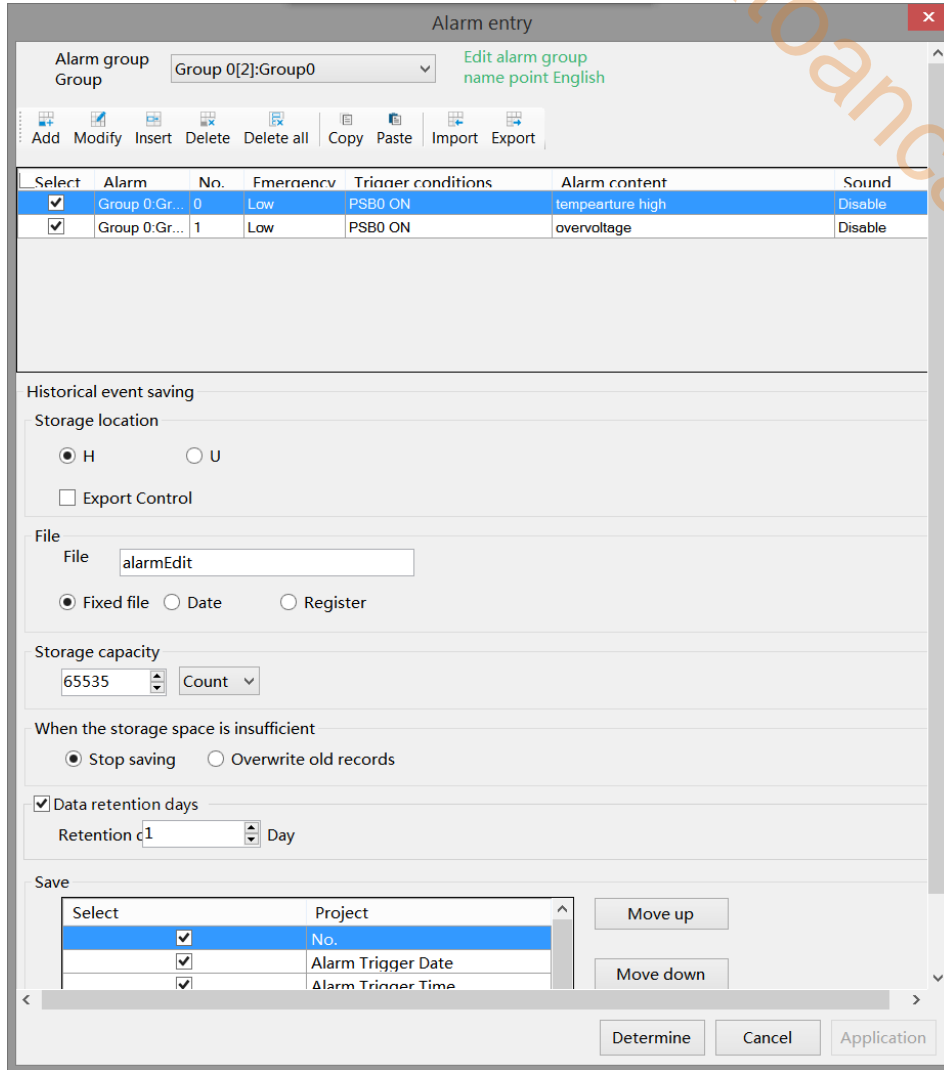 Alarm entry
Alarm group
Group
Group 0[2]:Group0
Edit alarm group
name point English
Add Modify Insert Delete Delete all Copy Paste Import Export
Select Alarm No. Emergency Trigger conditions Alarm content Sound
Group 0:Gr... 0 Low PSB0 ON tempearture high Disable
Group 0:Gr... 1 Low PSB0 ON overvoltage Disable
Historical event saving
Storage location
H U
Export Control
File
File alarmEdit
Fixed file Date Register
Storage capacity
65535 Count
When the storage space is insufficient
Stop saving Overwrite old records
Data retention days
Retention d 1 Day
Save
Select Project
No.
Alarm Trigger Date
Alarm Trigger Time
Move up
Move down
Determine Cancel Application